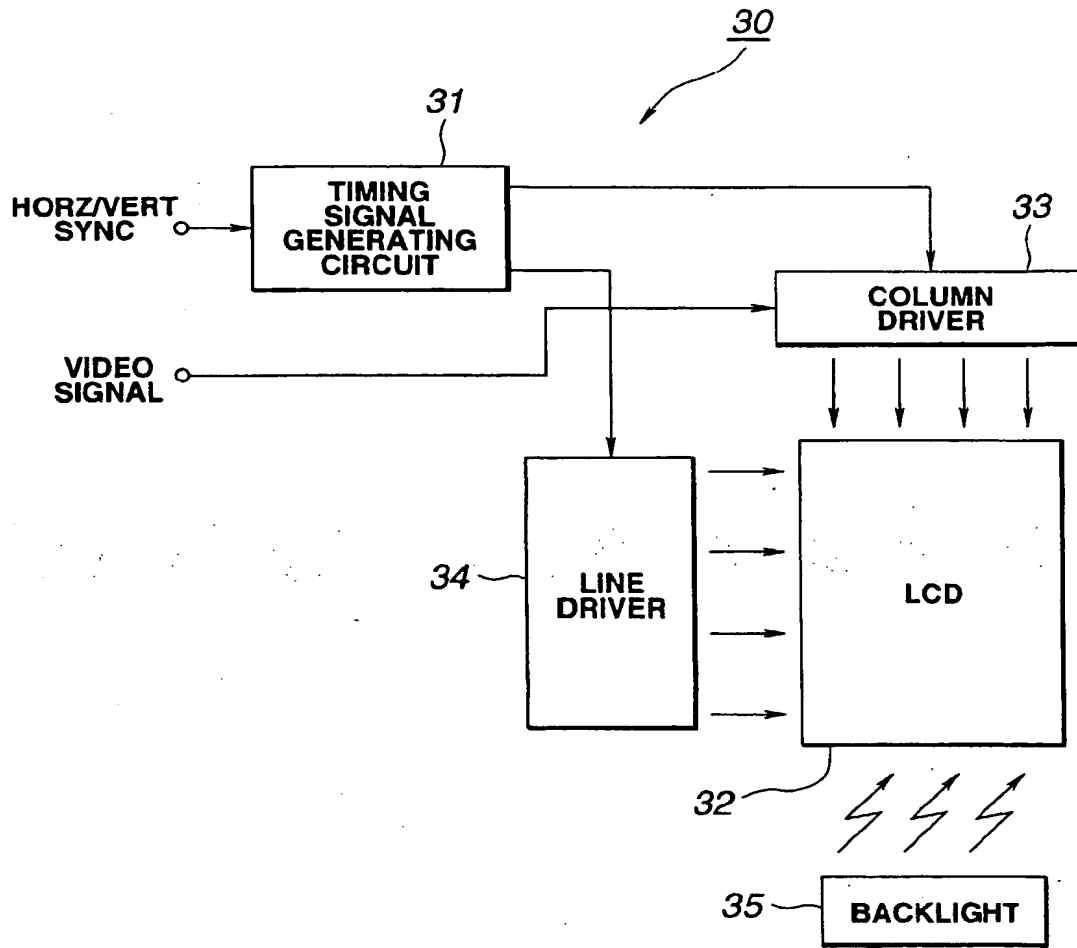 30
31
TIMING
SIGNAL
GENERATING
CIRCUIT
HORZ/VERT
SYNC
33
COLUMN
DRIVER
VIDEO
SIGNAL
34
LINE
DRIVER
LCD
32
35
BACKLIGHT